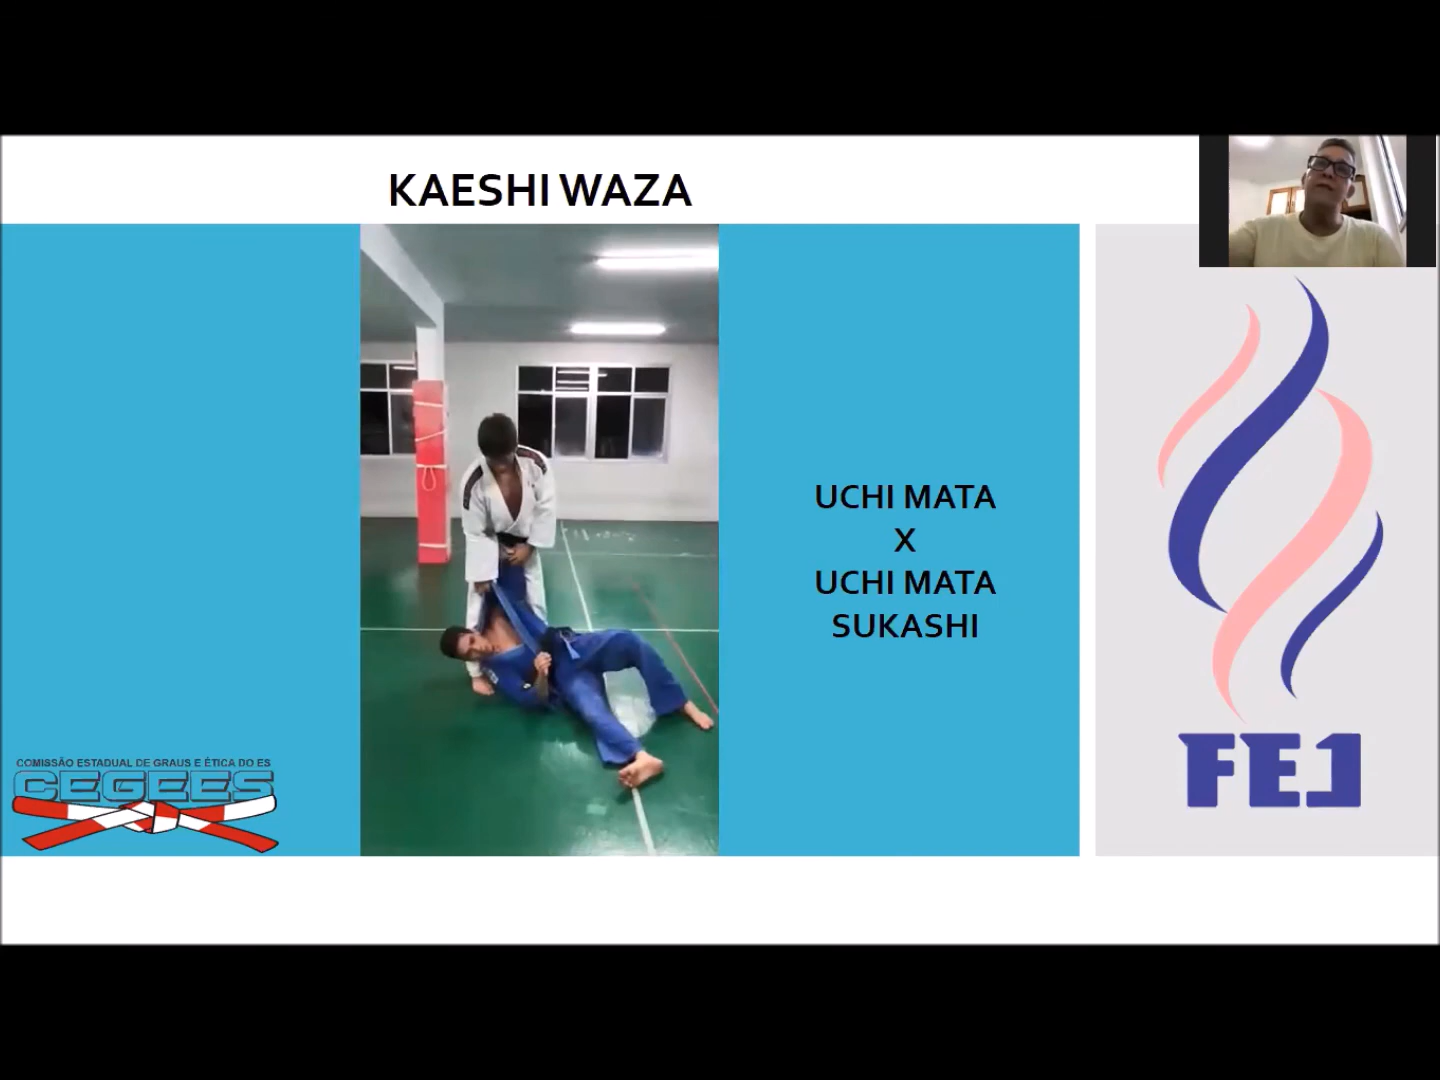 KAESHI WAZA
UCHI MATA
X
UCHI MATA
SUKASHI
COMISSÃO ESTADUAL DE GRAUS E ÉTICA DO ES
CEGEES
FEJ